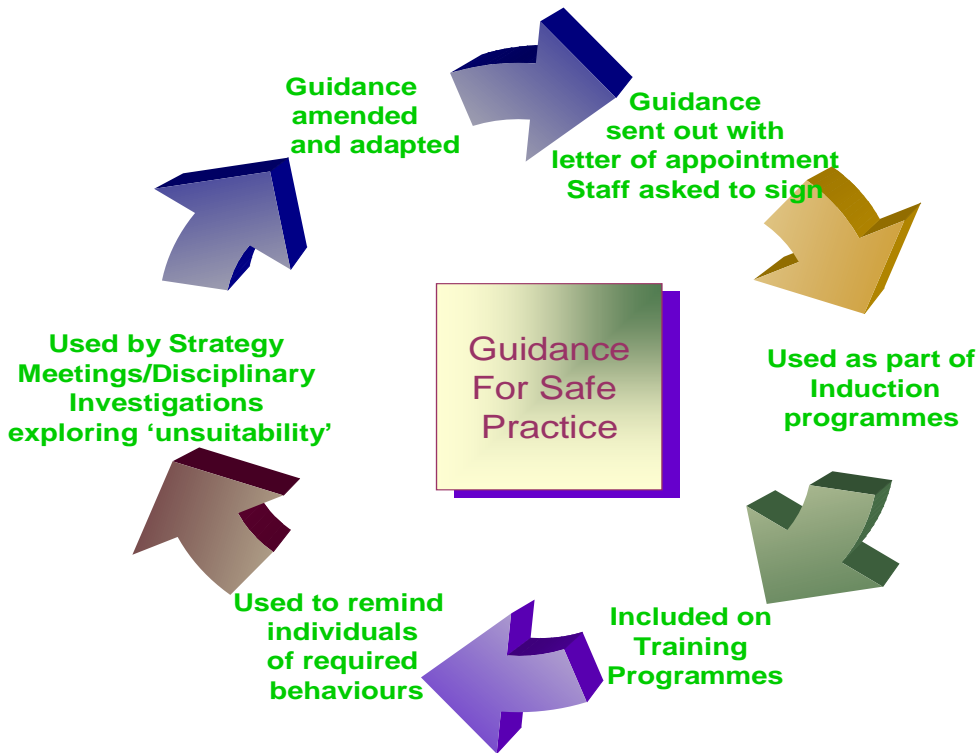 Guidance
amended
and adapted
Guidance
sent out with
letter of appointment
Staff asked to sign
Used as part of
Induction
programmes
Included on
Training
Programmes
Used to remind
individuals
of required
behaviours
Used by Strategy
Meetings/Disciplinary
Investigations
exploring ‘unsuitability’
Guidance
For Safe
Practice